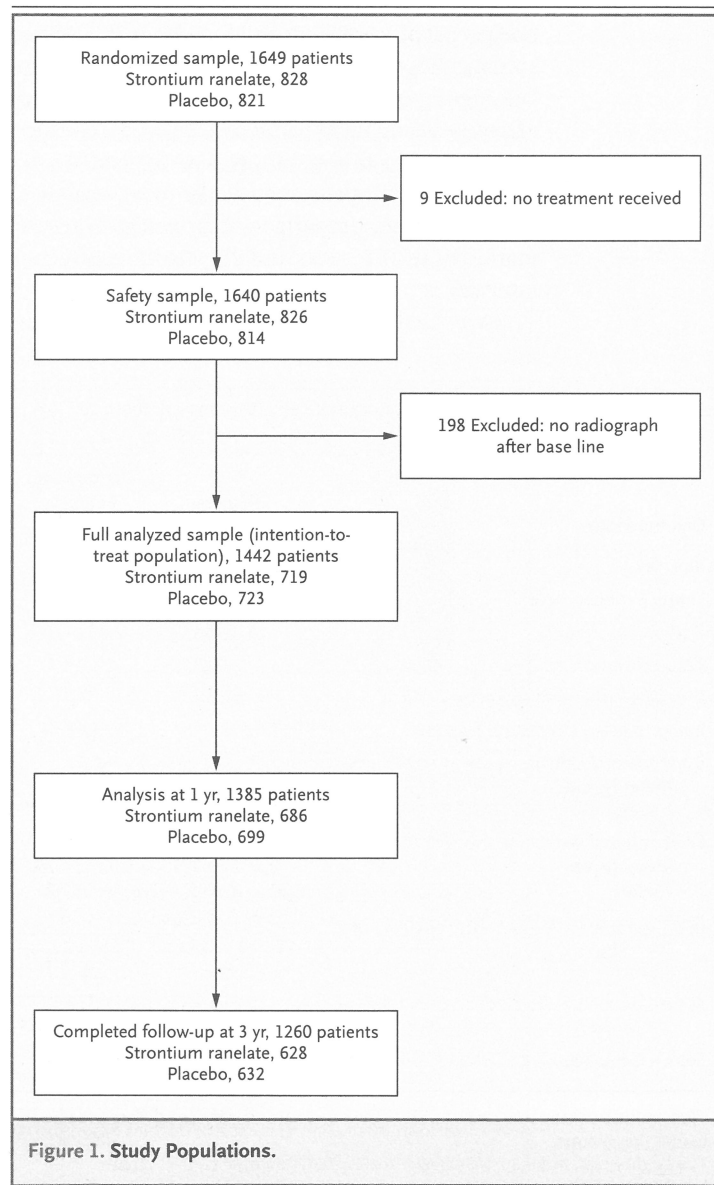 Randomized sample, 1649 patients
Strontium ranelate, 828
Placebo, 821
9 Excluded: no treatment received
Safety sample, 1640 patients
Strontium ranelate, 826
Placebo, 814
198 Excluded: no radiograph
after base line
Full analyzed sample (intention-to-
treat population), 1442 patients
Strontium ranelate, 719
Placebo, 723
Analysis at 1 yr, 1385 patients
Strontium ranelate, 686
Placebo, 699
Completed follow-up at 3 yr, 1260 patients
Strontium ranelate, 628
Placebo, 632
Figure 1. Study Populations.